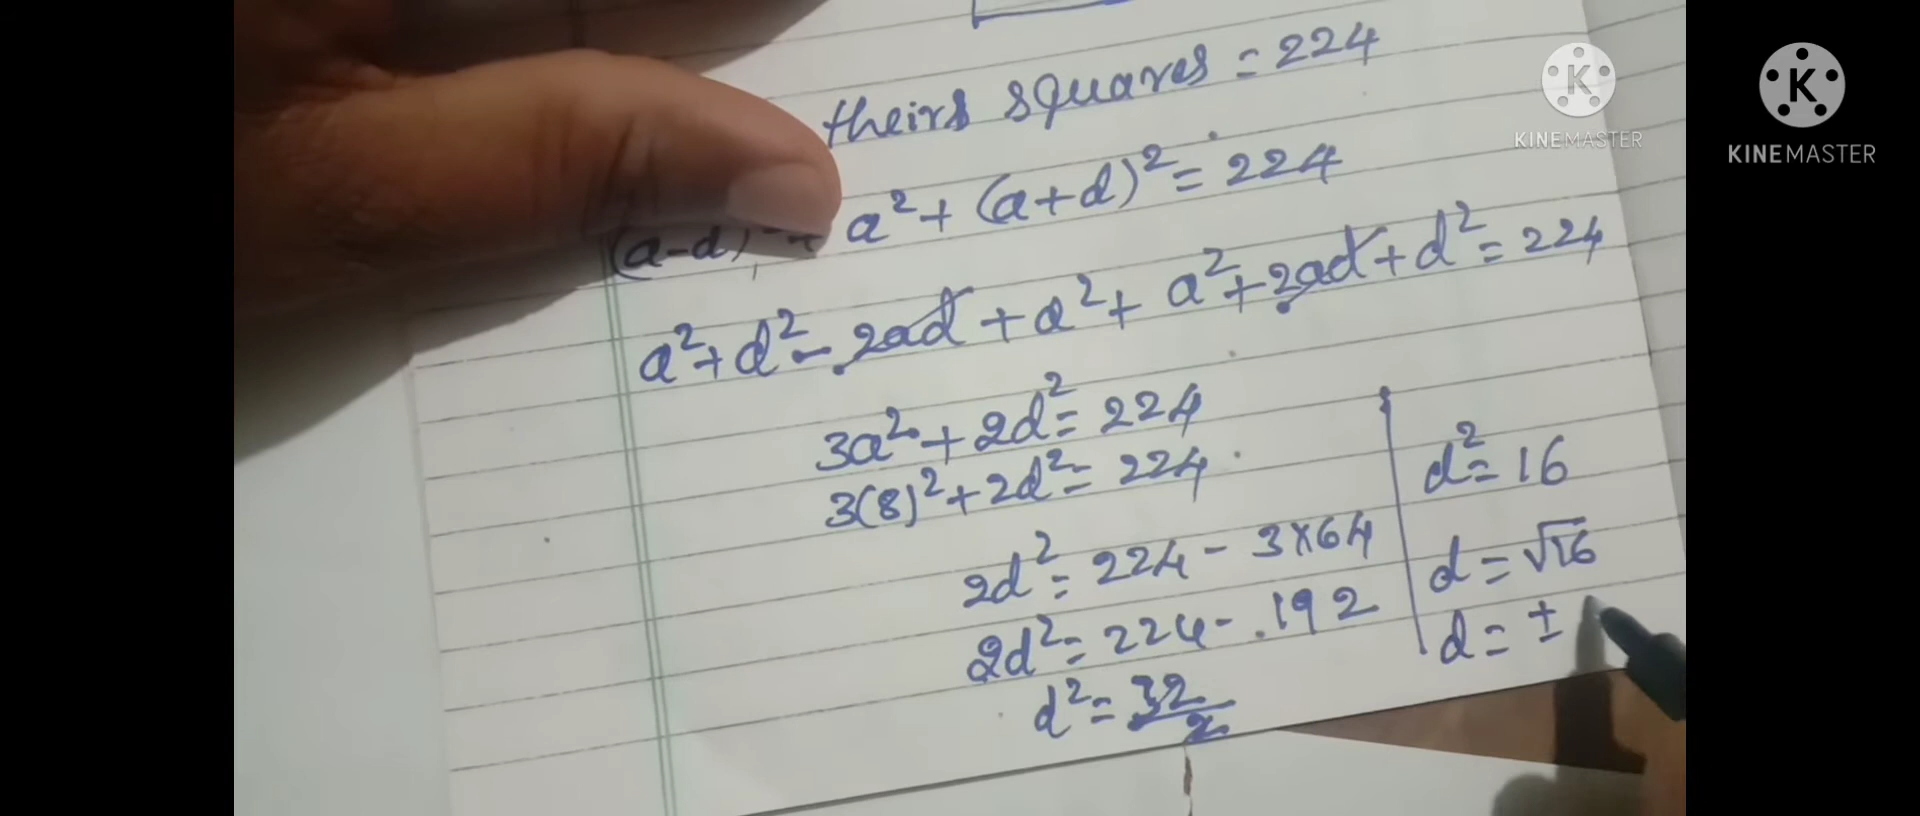 theirs squares = 224
(a-d)² + a² + (a+d)² = 224
a² + d² - 2ad + a² + a² + 2ad + d² = 224
3a² + 2d² = 224
3(8)² + 2d² = 224
2d² = 224 - 3×64
2d² = 224 - 192
d² = 32/2
d² = 16
d = √16
d = ±
K
KINEMASTER
K
KINEMASTER